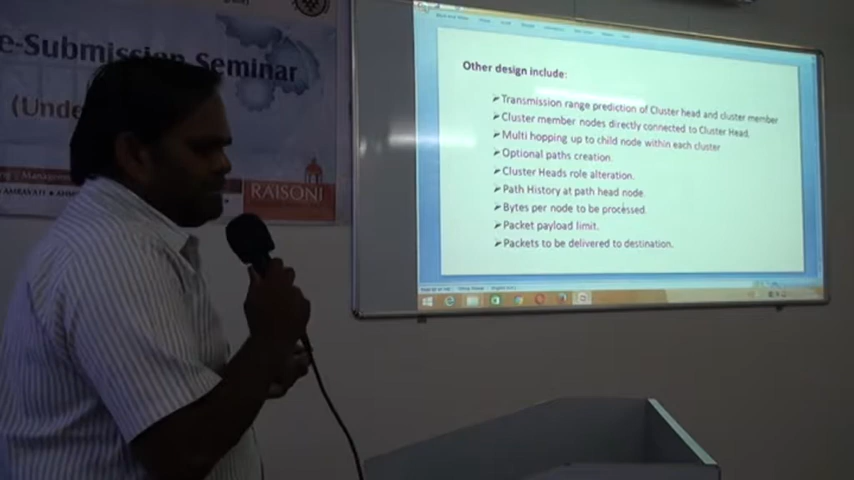 e-Submission Seminar
(Unde
RAISONI
AMRAVATI
Other design include:
➢Transmission range prediction of Cluster head and cluster member
➢Cluster member nodes directly connected to Cluster Head.
➢Multi hopping up to child node within each cluster
➢Optional paths creation.
➢Cluster Heads role alteration.
➢Path History at path head node.
➢Bytes per node to be processed.
➢Packet payload limit.
➢Packets to be delivered to destination.